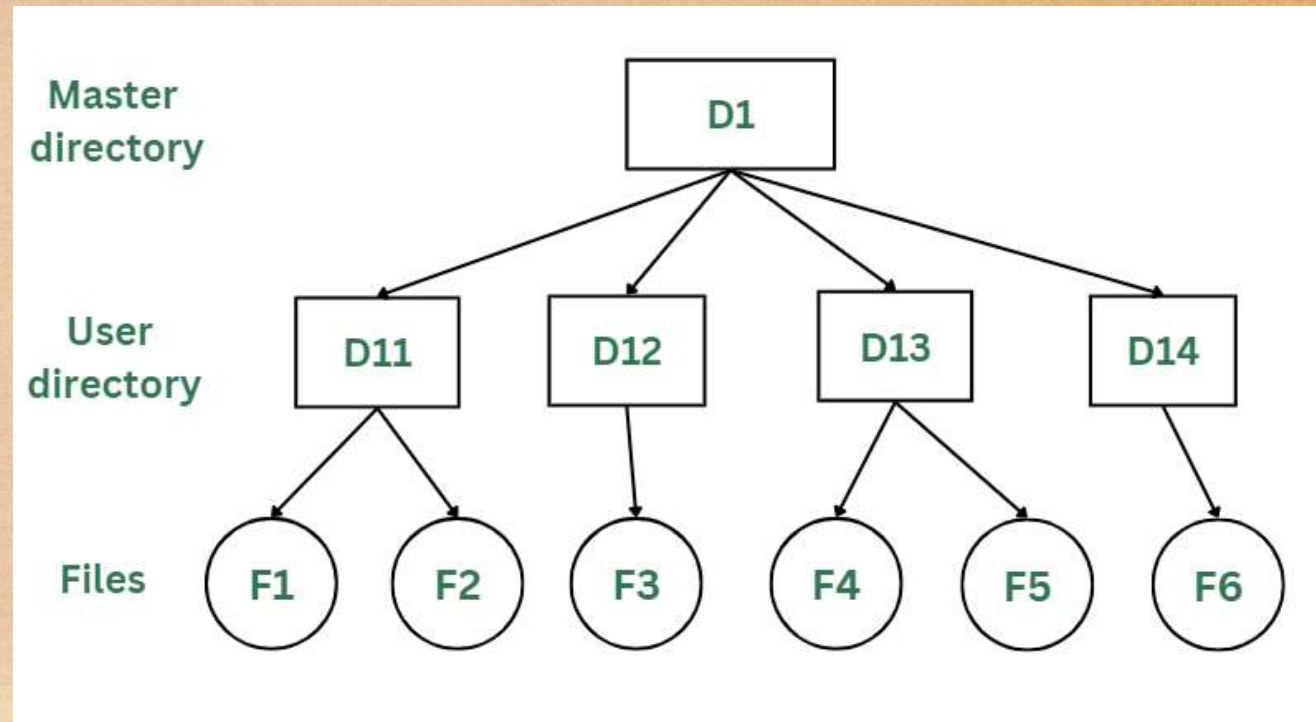 Master
directory
D1
User
directory
D11
D12
D13
D14
Files
F1
F2
F3
F4
F5
F6